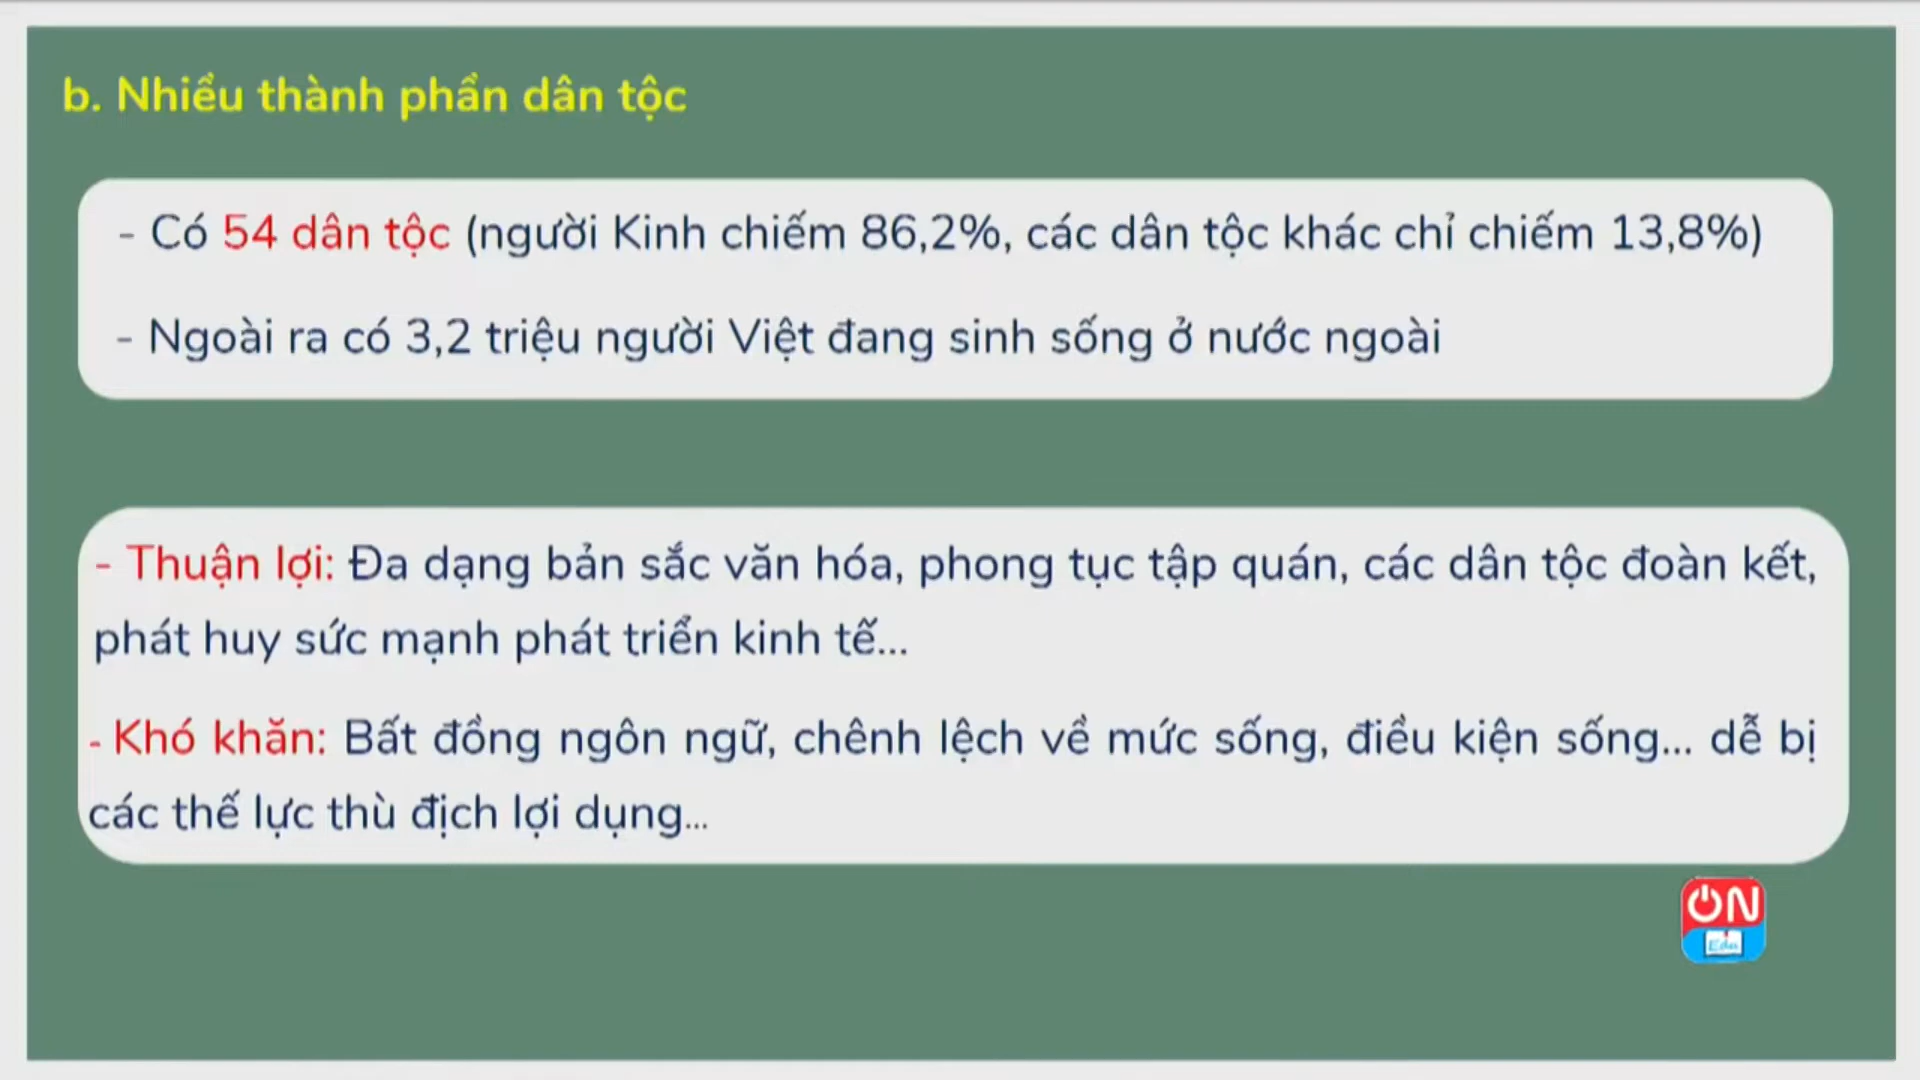 b. Nhiều thành phần dân tộc
- Có 54 dân tộc (người Kinh chiếm 86,2%, các dân tộc khác chỉ chiếm 13,8%)
- Ngoài ra có 3,2 triệu người Việt đang sinh sống ở nước ngoài
- Thuận lợi: Đa dạng bản sắc văn hóa, phong tục tập quán, các dân tộc đoàn kết,
phát huy sức mạnh phát triển kinh tế...
- Khó khăn: Bất đồng ngôn ngữ, chênh lệch về mức sống, điều kiện sống... dễ bị
các thế lực thù địch lợi dụng...
ON
Edu